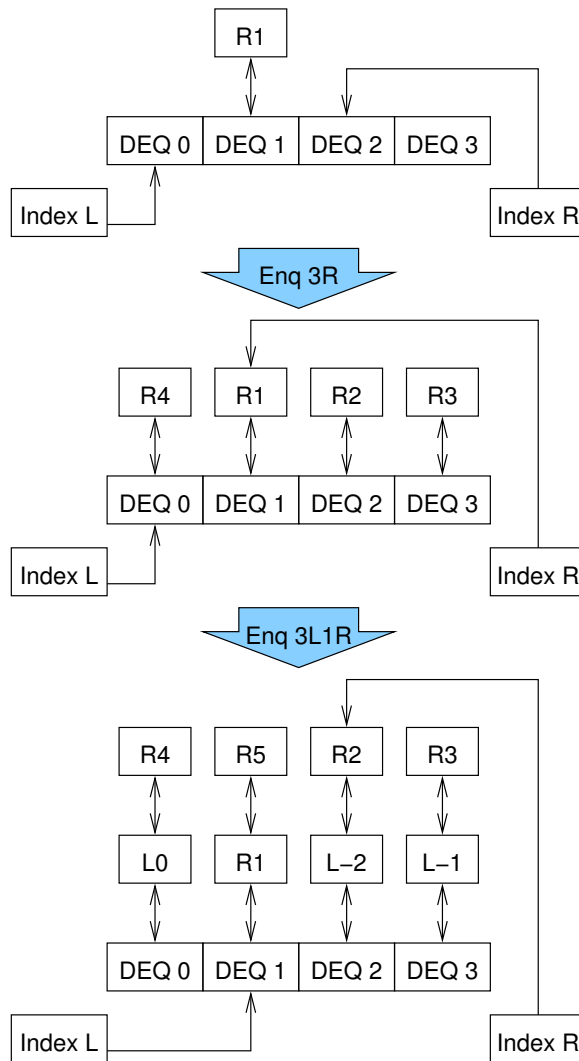 R1
DEQ 0 DEQ 1 DEQ 2 DEQ 3
Index L Index R
Enq 3R
R4 R1 R2 R3
DEQ 0 DEQ 1 DEQ 2 DEQ 3
Index L Index R
Enq 3L1R
R4 R5 R2 R3
L0 R1 L−2 L−1
DEQ 0 DEQ 1 DEQ 2 DEQ 3
Index L Index R